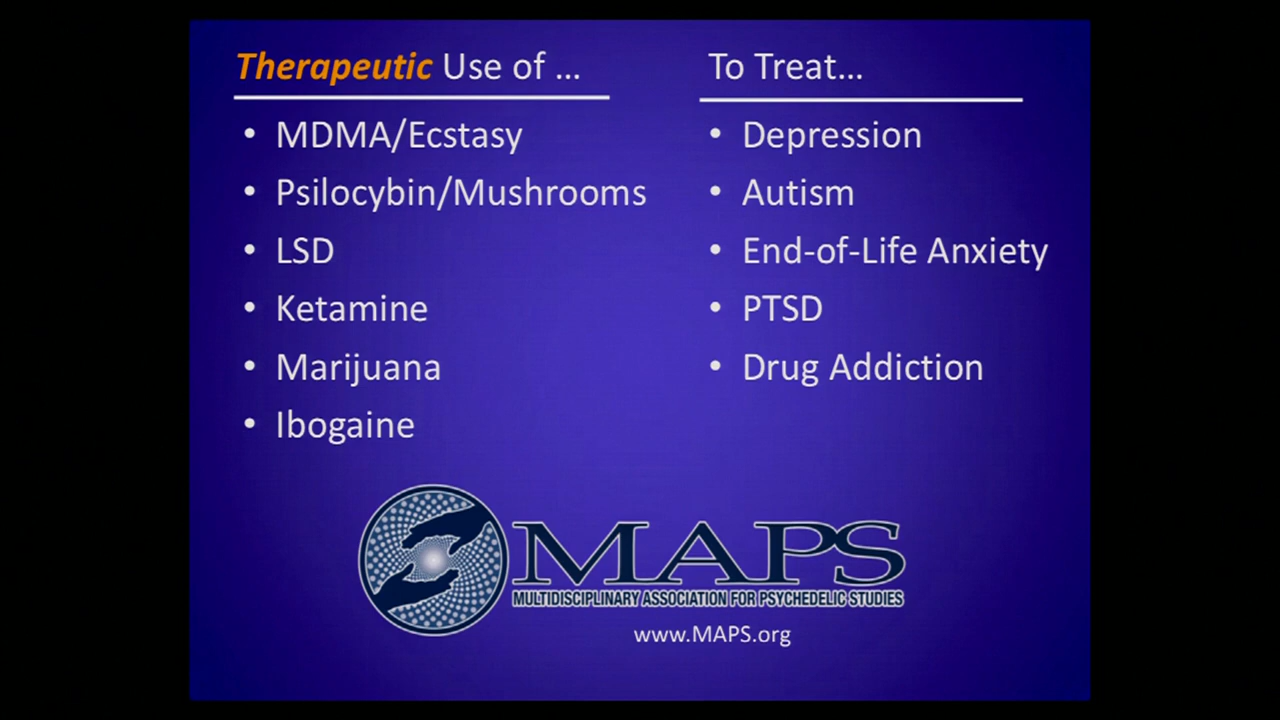 Therapeutic Use of ...
MDMA/Ecstasy
Psilocybin/Mushrooms
LSD
Ketamine
Marijuana
Ibogaine
To Treat...
Depression
Autism
End-of-Life Anxiety
PTSD
Drug Addiction
MAPS
MULTIDISCIPLINARY ASSOCIATION FOR PSYCHEDELIC STUDIES
www.MAPS.org